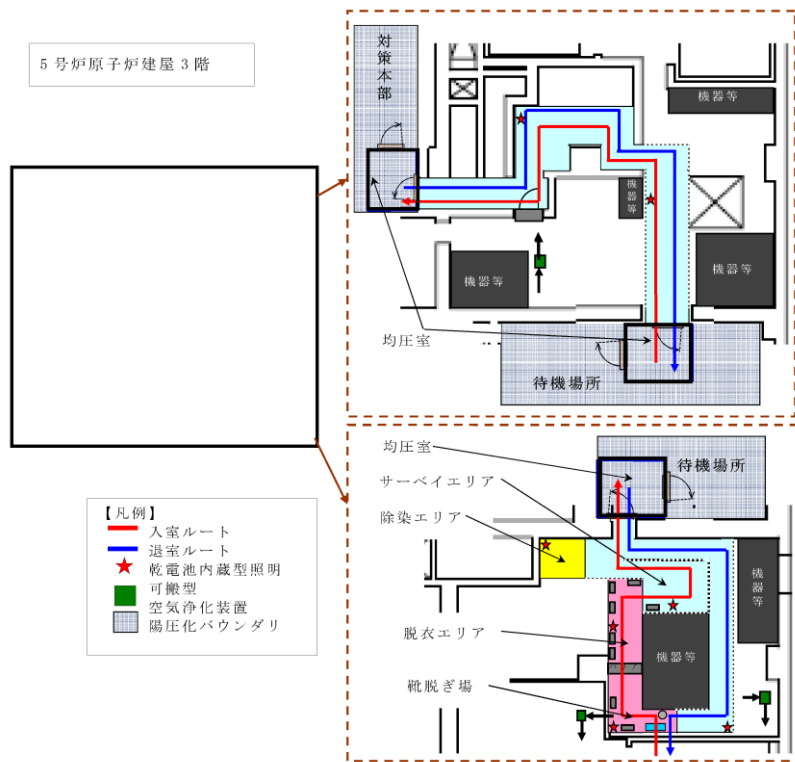 5号炉原子炉建屋3階
対策本部
機器等
機器等
機器等
機器等
均圧室
待機場所
均圧室
待機場所
サーベイエリア
除染エリア
機器等
脱衣エリア
機器等
靴脱ぎ場
【凡例】
入室ルート
退室ルート
乾電池内蔵型照明
可搬型
空気浄化装置
陽圧化バウンダリ